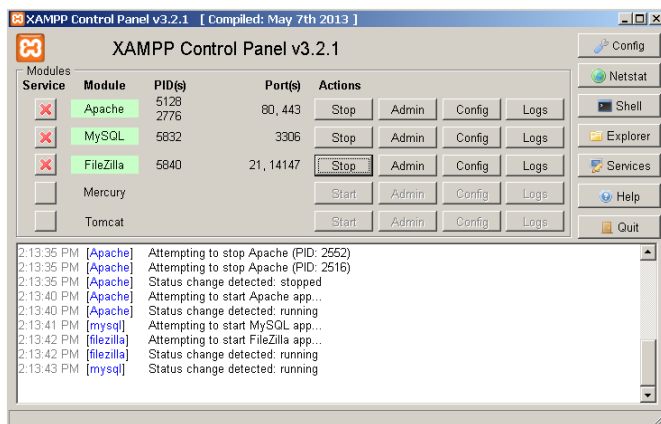 XAMPP Control Panel v3.2.1 [ Compiled: May 7th 2013 ]
XAMPP Control Panel v3.2.1
Config
Modules
Service Module PID(s) Port(s) Actions
Netstat
Apache 5128 2776 80, 443 Stop Admin Config Logs
Shell
MySQL 5832 3306 Stop Admin Config Logs
Explorer
FileZilla 5840 21, 14147 Stop Admin Config Logs
Services
Mercury Start Admin Config Logs
Help
Tomcat Start Admin Config Logs
Quit
2:13:35 PM [Apache] Attempting to stop Apache (PID: 2552)
2:13:35 PM [Apache] Attempting to stop Apache (PID: 2516)
2:13:35 PM [Apache] Status change detected: stopped
2:13:40 PM [Apache] Attempting to start Apache app...
2:13:40 PM [Apache] Status change detected: running
2:13:41 PM [mysql] Attempting to start MySQL app...
2:13:42 PM [filezilla] Attempting to start FileZilla app...
2:13:42 PM [filezilla] Status change detected: running
2:13:43 PM [mysql] Status change detected: running